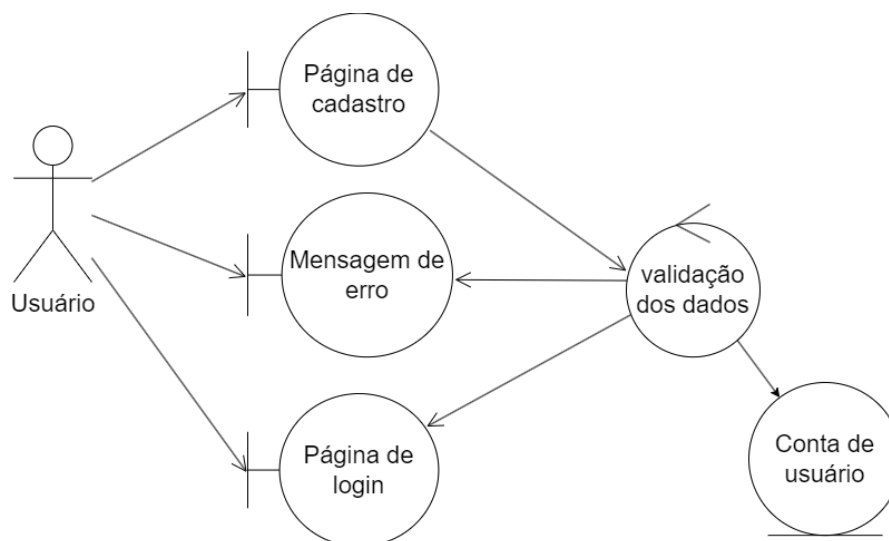 Página de
cadastro
Usuário
Mensagem de
erro
validação
dos dados
Página de
login
Conta de
usuário